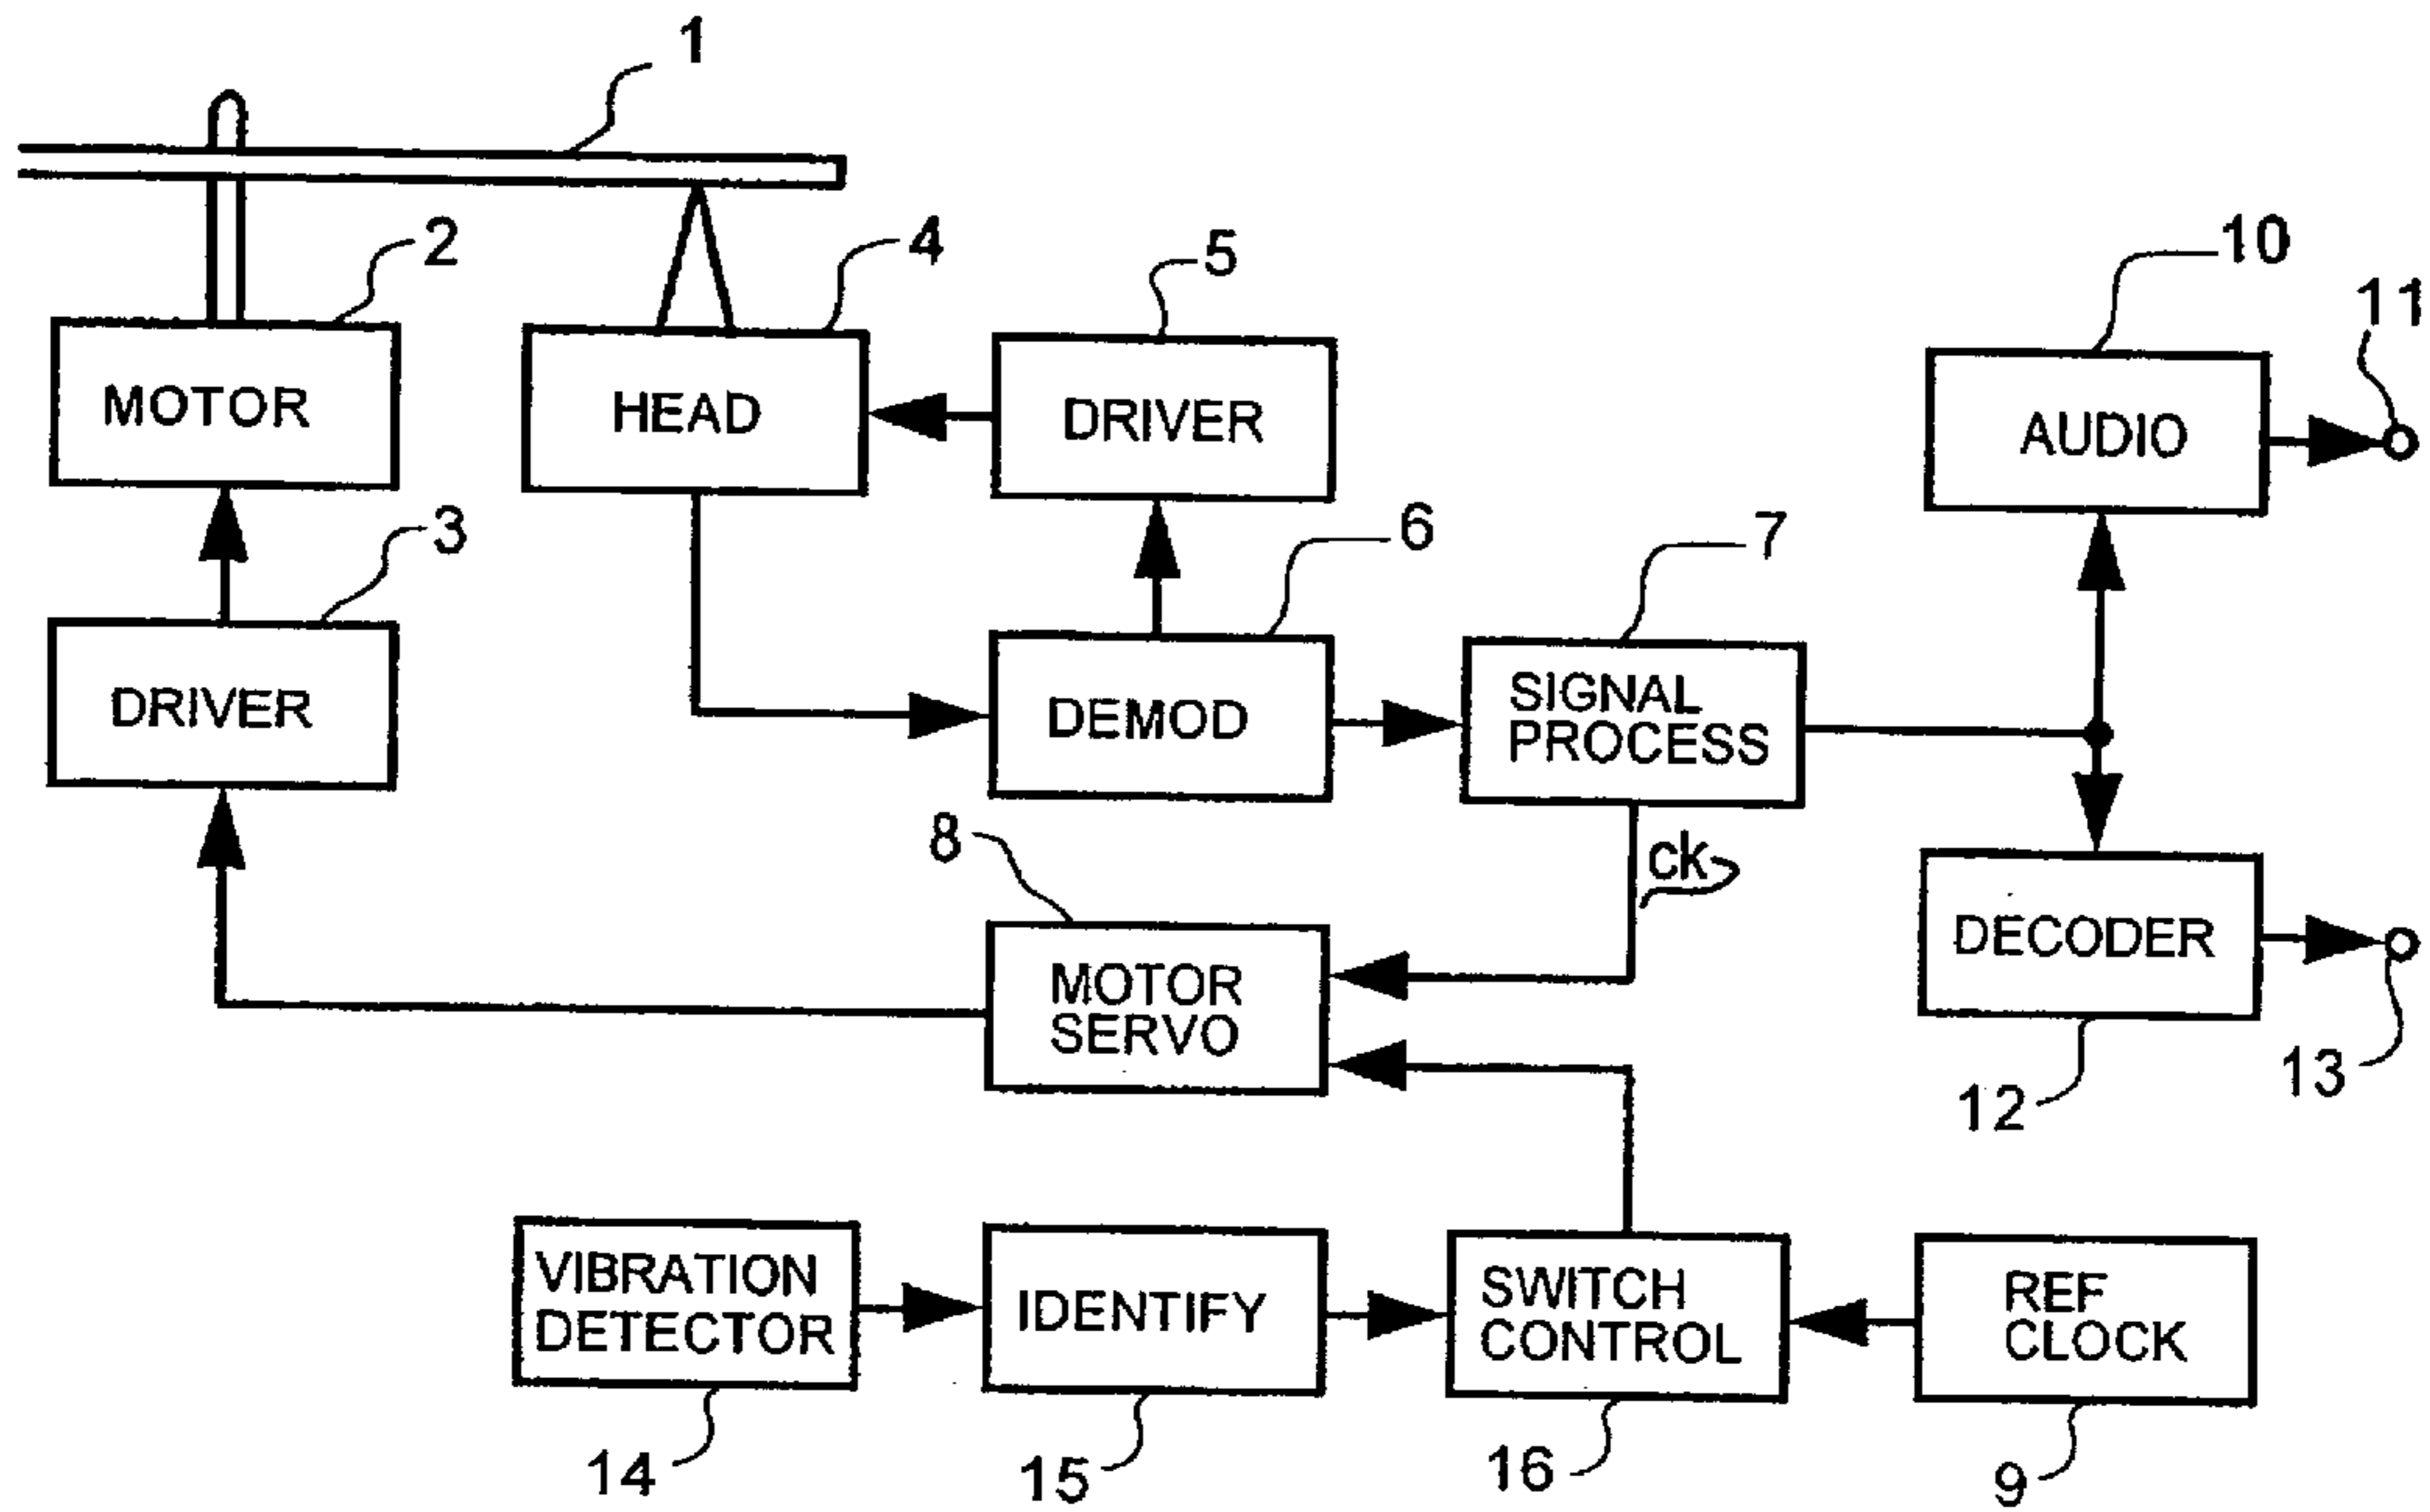 1
2
4
5
10
11
MOTOR
HEAD
DRIVER
AUDIO
3
6
7
DRIVER
DEMOD
SIGNAL
PROCESS
8
ck
DECODER
MOTOR
SERVO
12
13
VIBRATION
DETECTOR
IDENTIFY
SWITCH
CONTROL
REF
CLOCK
14
15
16
9